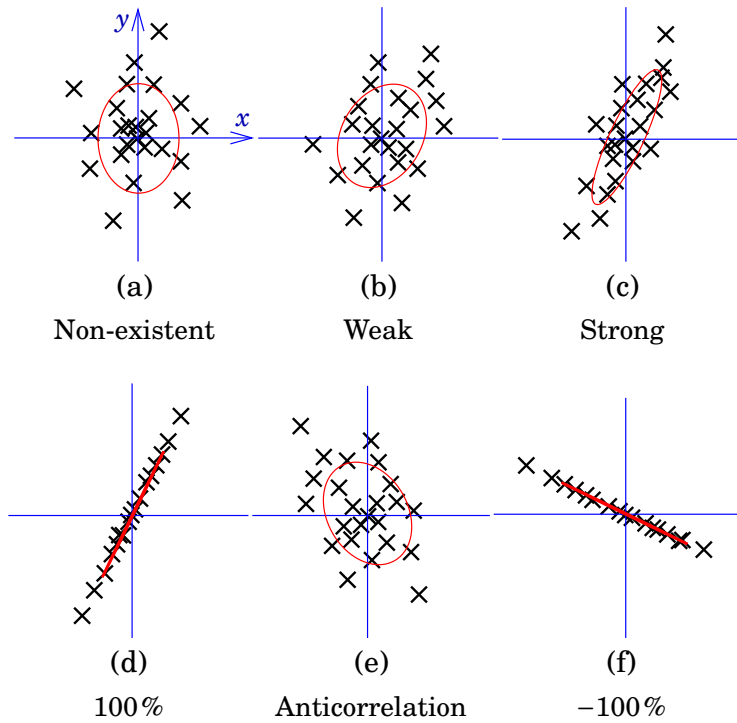 y
x
(a) (b) (c)
Non-existent Weak Strong
(d) (e) (f)
100% Anticorrelation −100%